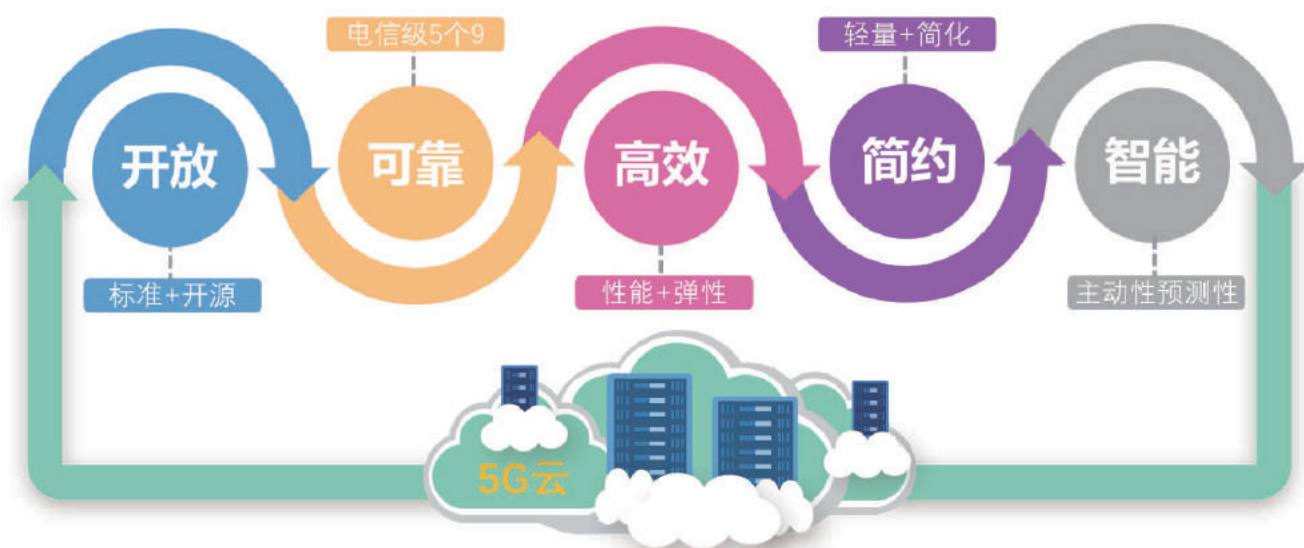 电信级5个9
轻量+简化
开放
可靠
高效
简约
智能
标准+开源
性能+弹性
主动性预测性
5G云